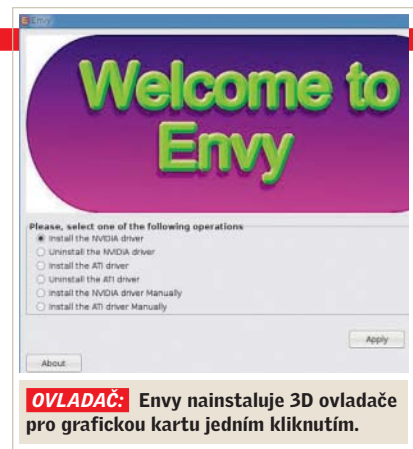 Envy
Welcome to
Envy
Please, select one of the following operations
Install the NVIDIA driver
Uninstall the NVIDIA driver
Install the ATI driver
Uninstall the ATI driver
Install the NVIDIA driver Manually
Install the ATI driver Manually
Apply
About
OVLADAČ: Envy nainstaluje 3D ovladače
pro grafickou kartu jedním kliknutím.